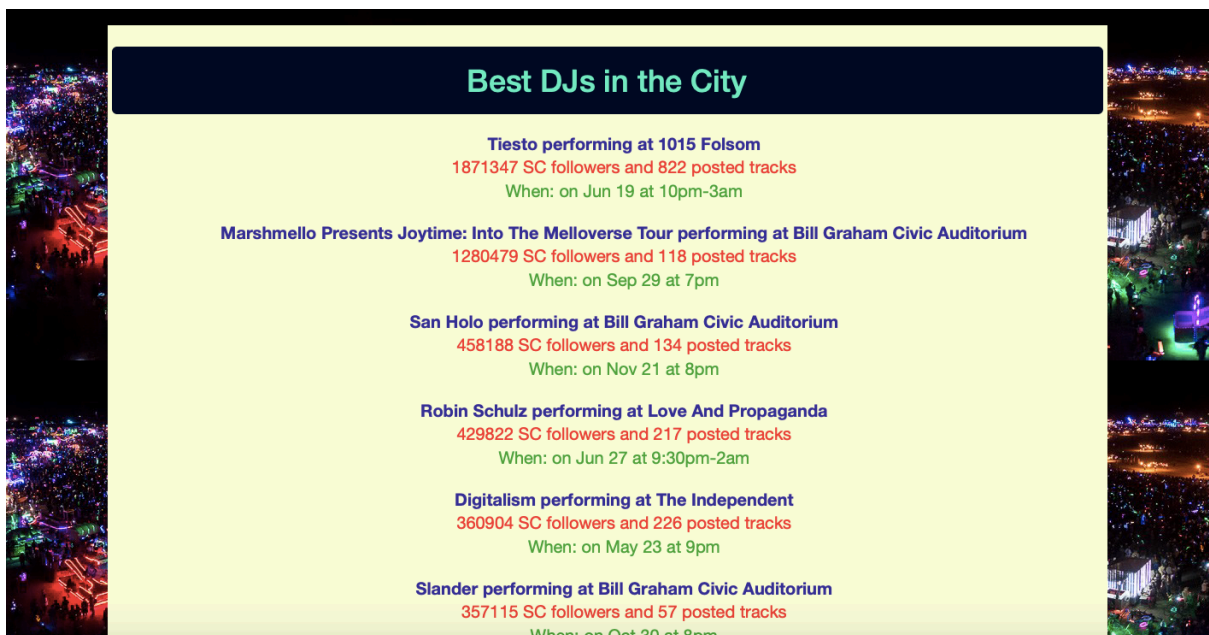 Best DJs in the City
Tiesto performing at 1015 Folsom
1871347 SC followers and 822 posted tracks
When: on Jun 19 at 10pm-3am
Marshmello Presents Joytime: Into The Melloverse Tour performing at Bill Graham Civic Auditorium
1280479 SC followers and 118 posted tracks
When: on Sep 29 at 7pm
San Holo performing at Bill Graham Civic Auditorium
458188 SC followers and 134 posted tracks
When: on Nov 21 at 8pm
Robin Schulz performing at Love And Propaganda
429822 SC followers and 217 posted tracks
When: on Jun 27 at 9:30pm-2am
Digitalism performing at The Independent
360904 SC followers and 226 posted tracks
When: on May 23 at 9pm
Slander performing at Bill Graham Civic Auditorium
357115 SC followers and 57 posted tracks
When: on Oct 30 at 8pm